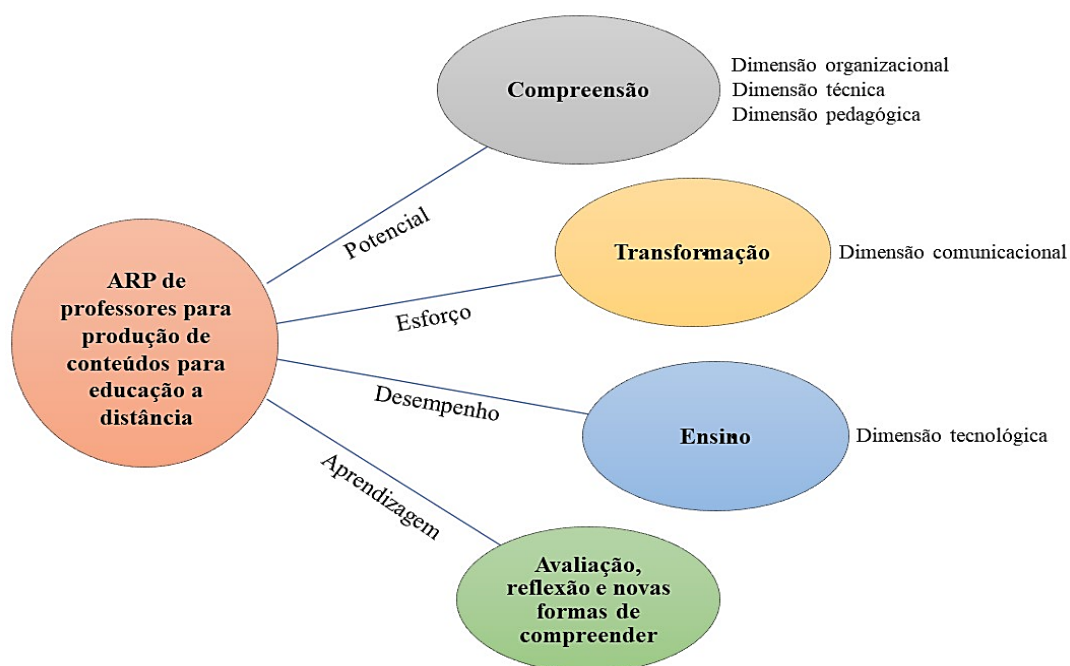 ARP de
professores para
produção de
conteúdos para
educação a
distância
Potencial
Compreensão
Dimensão organizacional
Dimensão técnica
Dimensão pedagógica
Esforço
Transformação
Dimensão comunicacional
Desempenho
Ensino
Dimensão tecnológica
Aprendizagem
Avaliação,
reflexão e novas
formas de
compreender